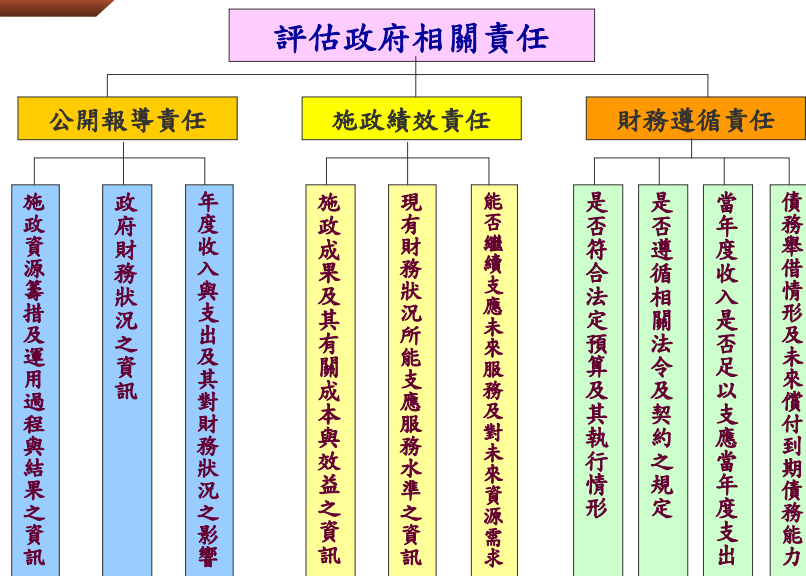 評估政府相關責任
公開報導責任
施政績效責任
財務遵循責任
施政資源籌措及運用過程與結果之資訊
政府財務狀況之資訊
年度收入與支出及其對財務狀況之影響
施政成果及其有關成本與效益之資訊
現有財務狀況所能支應服務水準之資訊
能否繼續支應未來服務及對未來資源需求
是否符合法定預算及其執行情形
是否遵循相關法令及契約之規定
當年度收入是否足以支應當年度支出
債務舉借情形及未來償付到期債務能力